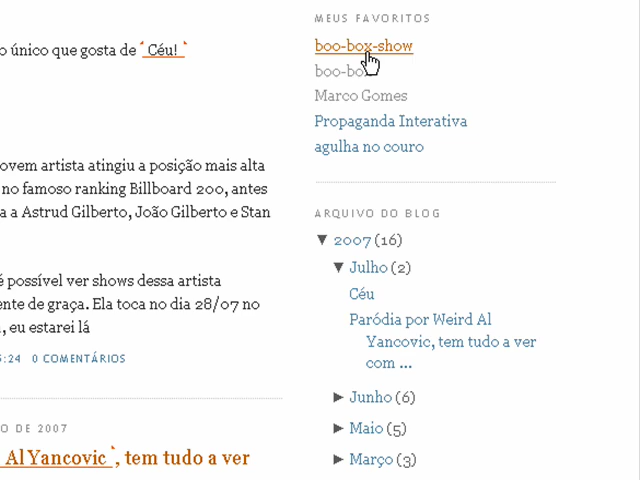 o único que gosta de Céu!
ovem artista atingiu a posição mais alta
no famoso ranking Billboard 200, antes
a a Astrud Gilberto, João Gilberto e Stan
é possível ver shows dessa artista
ente de graça. Ela toca no dia 28/07 no
, eu estarei lá
5:24 0 COMENTÁRIOS
O DE 2007
Al Yancovic , tem tudo a ver
MEUS FAVORITOS
boo-box-show
boo-bo
Marco Gomes
Propaganda Interativa
agulha no couro
ARQUIVO DO BLOG
▼ 2007 (16)
▼ Julho (2)
Céu
Paródia por Weird Al
Yancovic, tem tudo a ver
com ...
► Junho (6)
► Maio (5)
► Março (3)